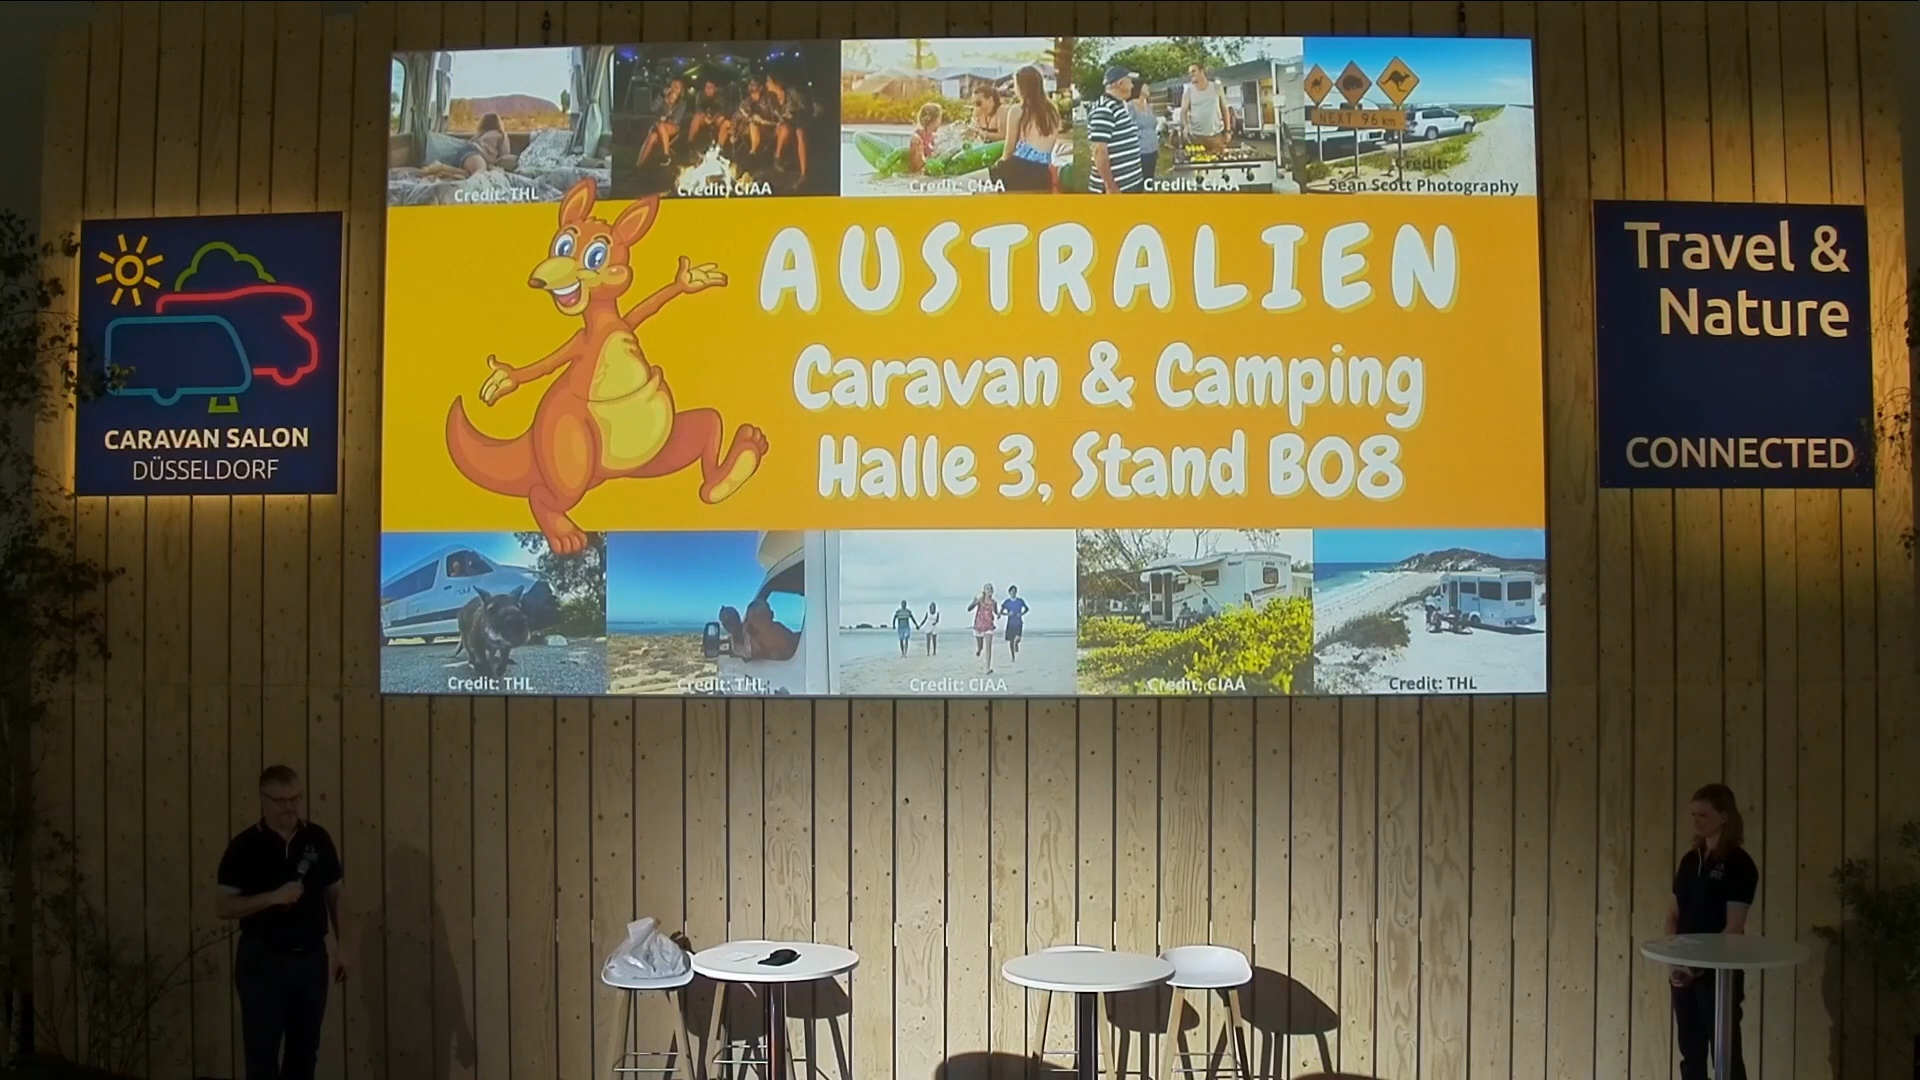 Credit: THL
Credit: CIAA
Credit: CIAA
Credit: CIAA
NEXT 96 km
Credit:
Sean Scott Photography
AUSTRALIEN
Caravan & Camping
Halle 3, Stand B08
Credit: THL
Credit: THL
Credit: CIAA
Credit: CIAA
Credit: THL
CARAVAN SALON
DÜSSELDORF
Travel &
Nature
CONNECTED